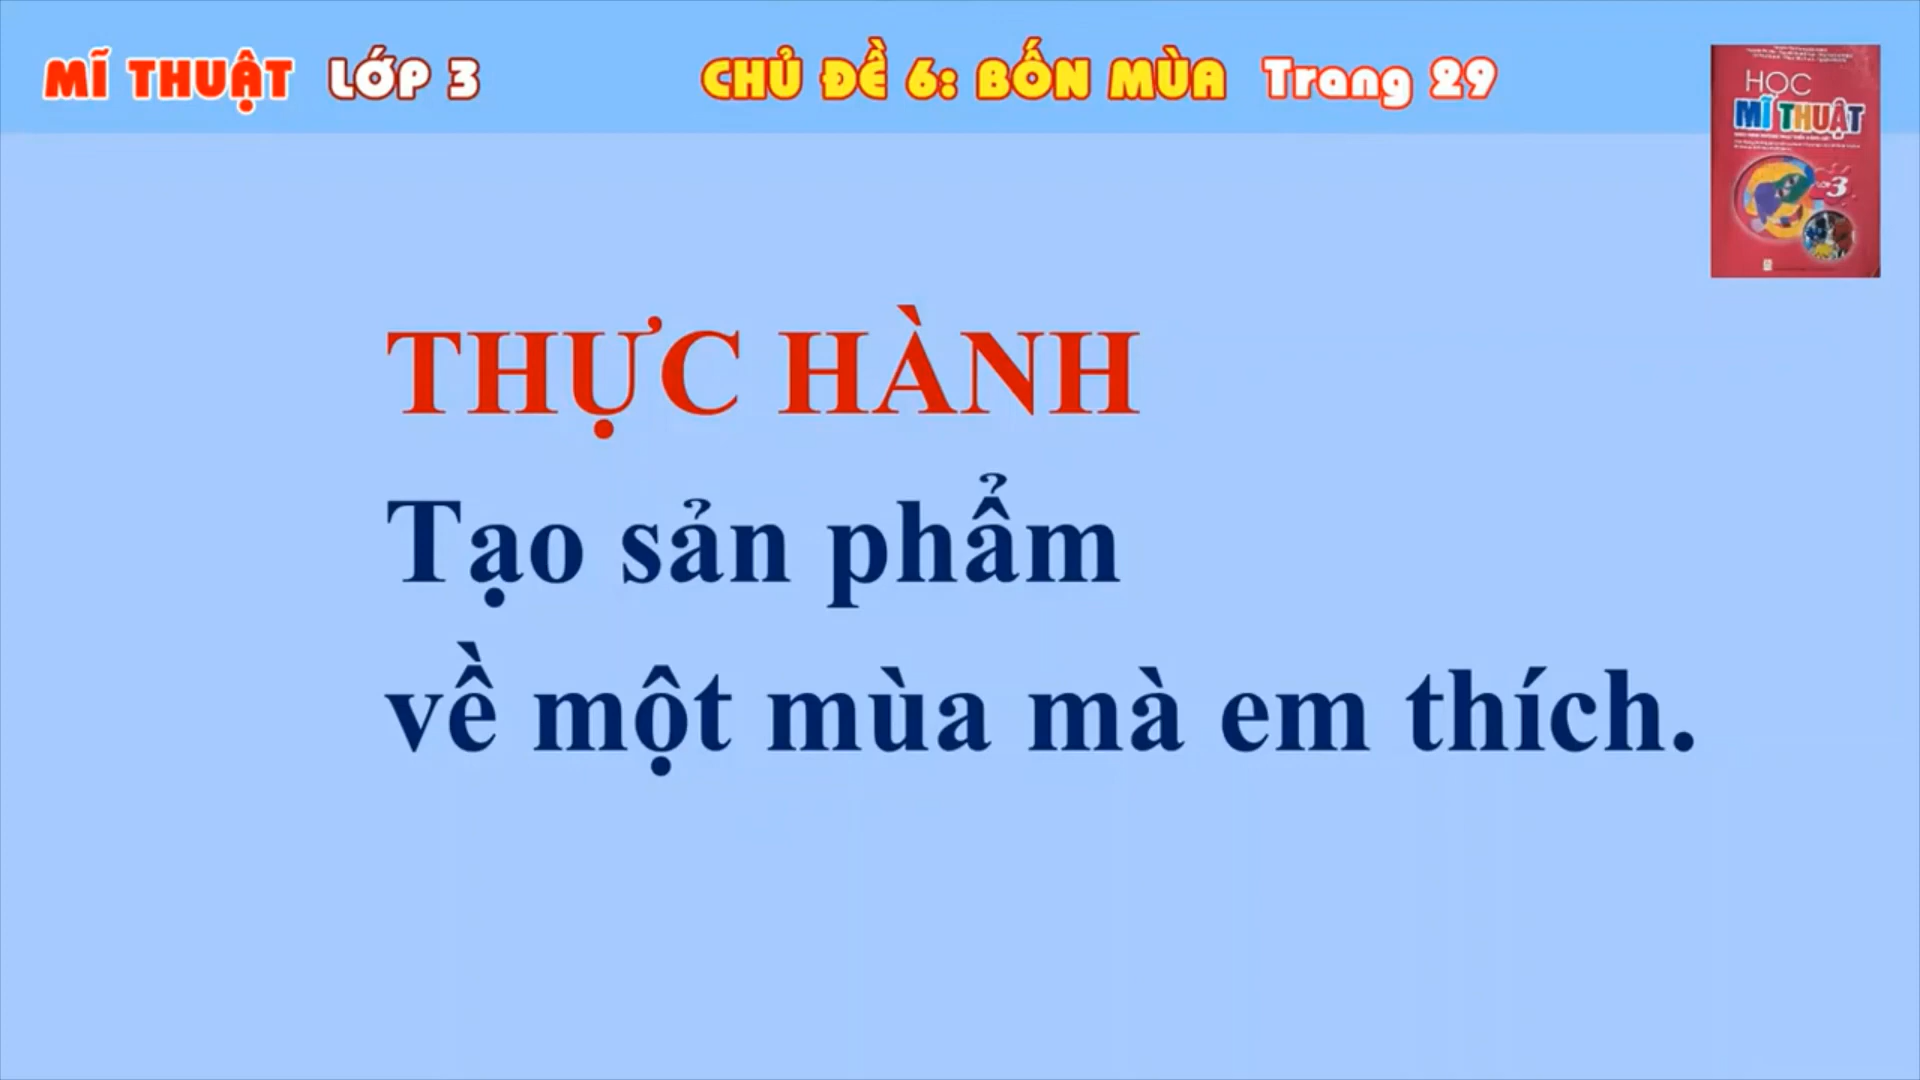 MĨ THUẬT LỚP 3 CHỦ ĐỀ 6: BỐN MÙA Trang 29
HỌC
MĨ THUẬT
LỚP 3
THỰC HÀNH
Tạo sản phẩm
về một mùa mà em thích.